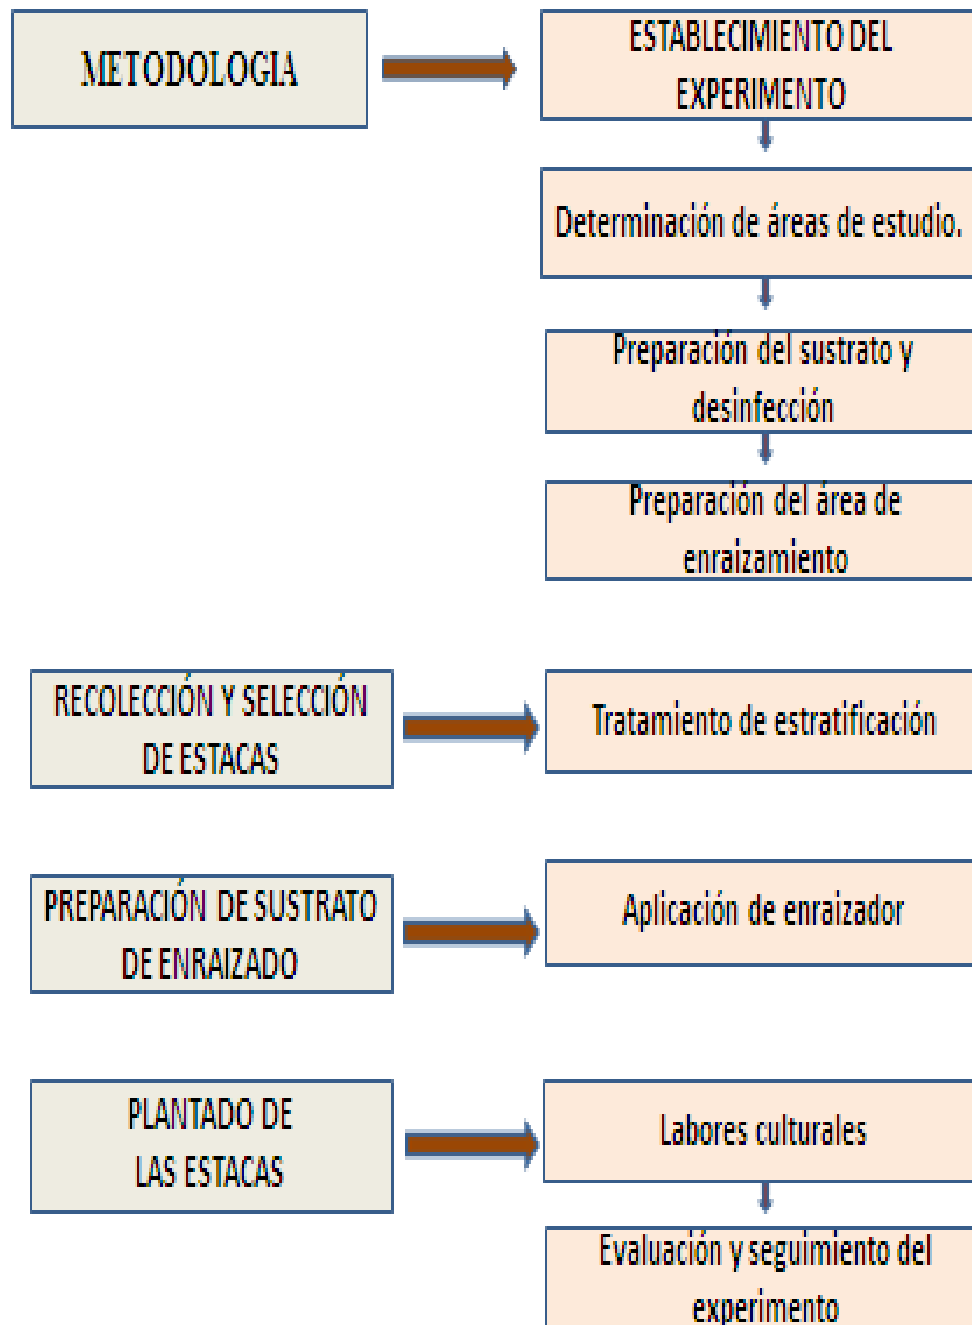 METODOLOGIA
ESTABLECIMIENTO DEL
EXPERIMENTO
Determinación de áreas de estudio.
Preparación del sustrato y
desinfección
Preparación del área de
enraizamiento
RECOLECCIÓN Y SELECCIÓN
DE ESTACAS
Tratamiento de estratificación
PREPARACIÓN DE SUSTRATO
DE ENRAIZADO
Aplicación de enraizador
PLANTADO DE
LAS ESTACAS
Labores culturales
Evaluación y seguimiento del
experimento